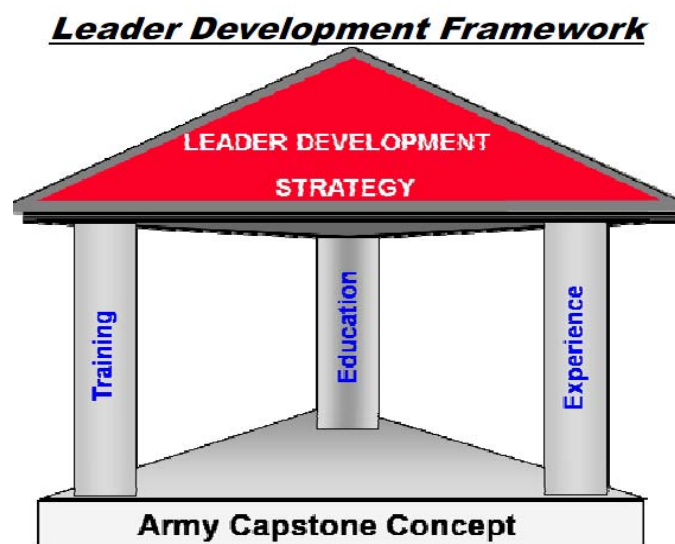 Leader Development Framework
LEADER DEVELOPMENT
STRATEGY
Training
Education
Experience
Army Capstone Concept